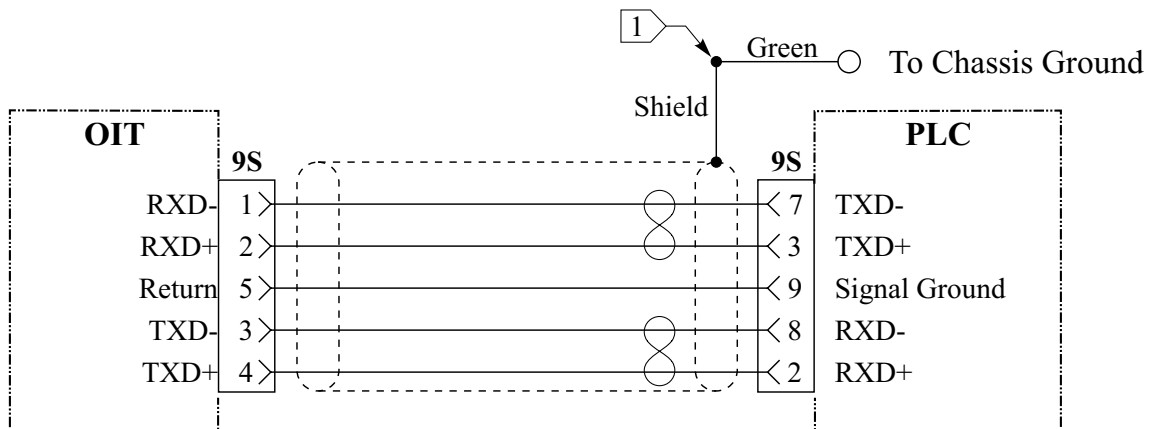 1
Green
To Chassis Ground
Shield
OIT
PLC
9S
9S
RXD- 1 7 TXD-
RXD+ 2 3 TXD+
Return 5 9 Signal Ground
TXD- 3 8 RXD-
TXD+ 4 2 RXD+